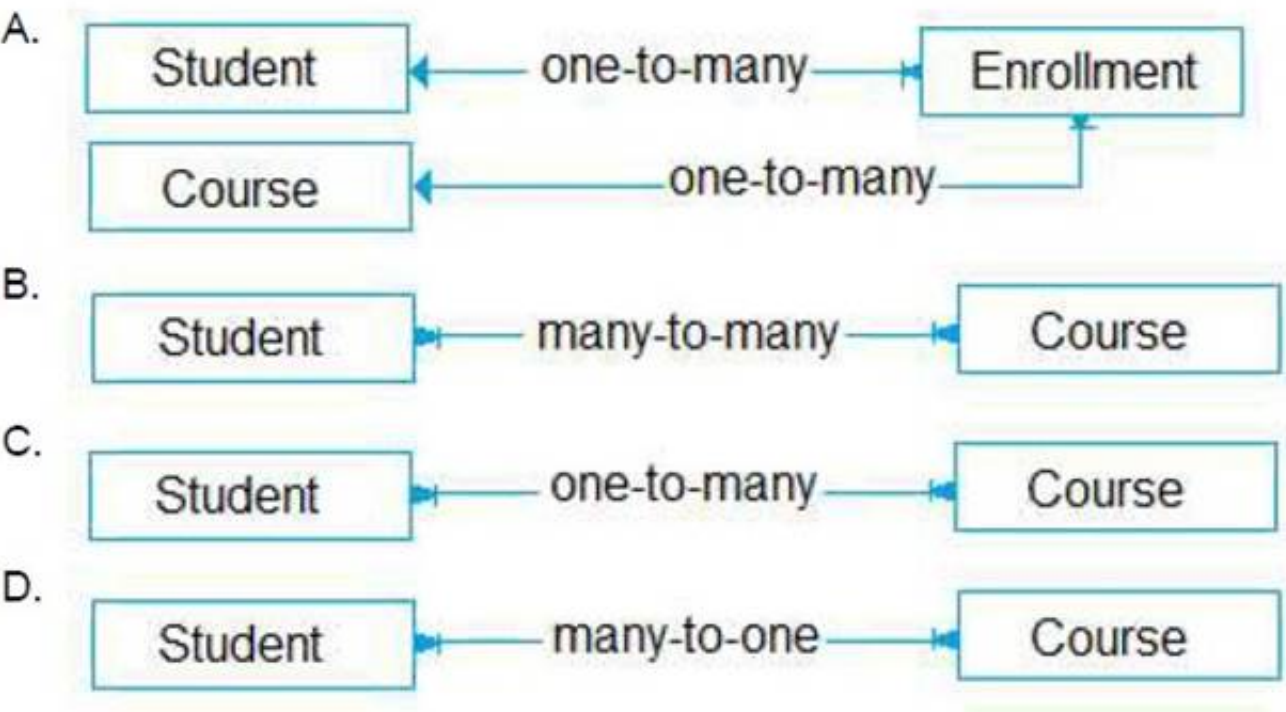 A.
Student one-to-many Enrollment
Course one-to-many
B.
Student many-to-many Course
C.
Student one-to-many Course
D.
Student many-to-one Course